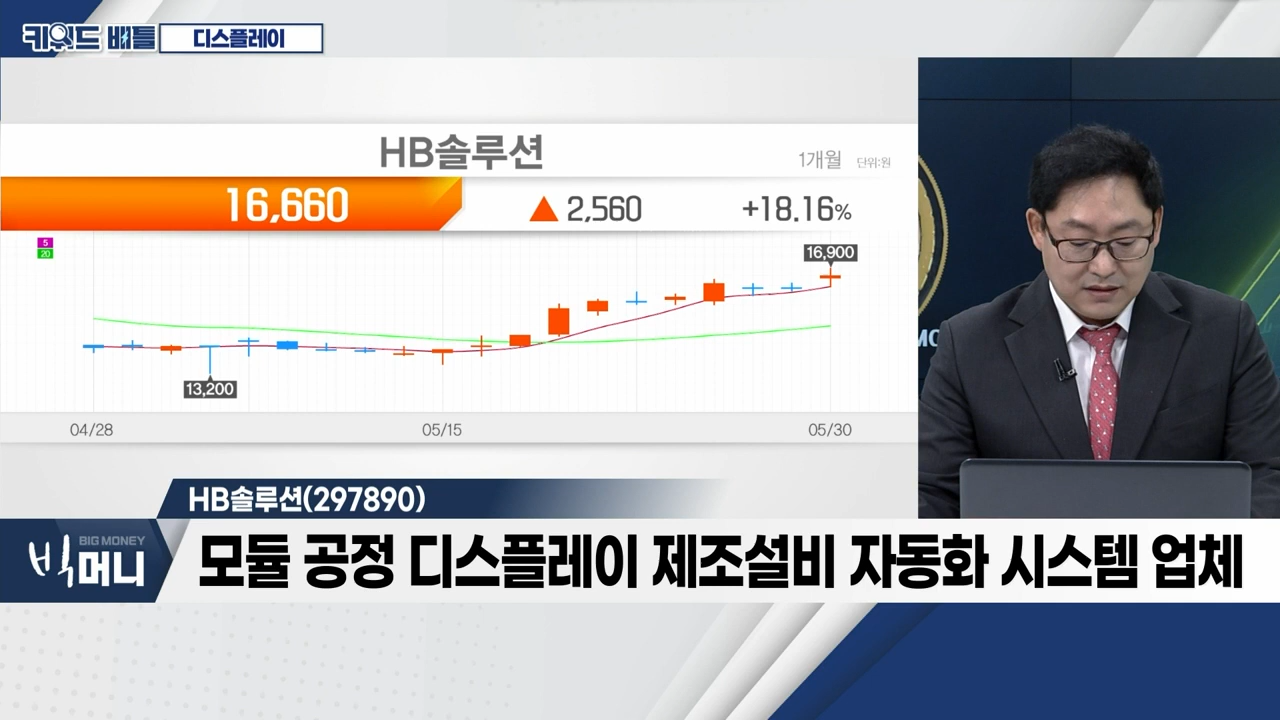 키워드 배틀 디스플레이
HB솔루션
1개월 단위:원
16,660 ▲ 2,560 +18.16%
5
20
16,900
13,200
04/28 05/15 05/30
HB솔루션(297890)
빅머니 BIG MONEY
모듈 공정 디스플레이 제조설비 자동화 시스템 업체